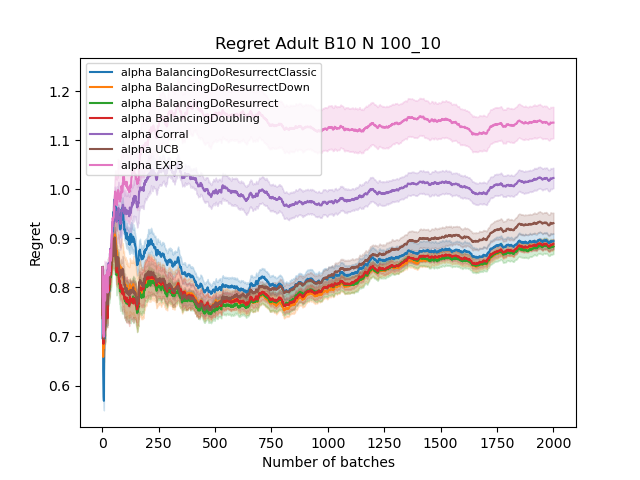 Regret Adult B10 N 100_10
alpha BalancingDoResurrectClassic
alpha BalancingDoResurrectDown
alpha BalancingDoResurrect
alpha BalancingDoubling
alpha Corral
alpha UCB
alpha EXP3
Regret
1.2
1.1
1.0
0.9
0.8
0.7
0.6
0 250 500 750 1000 1250 1500 1750 2000
Number of batches